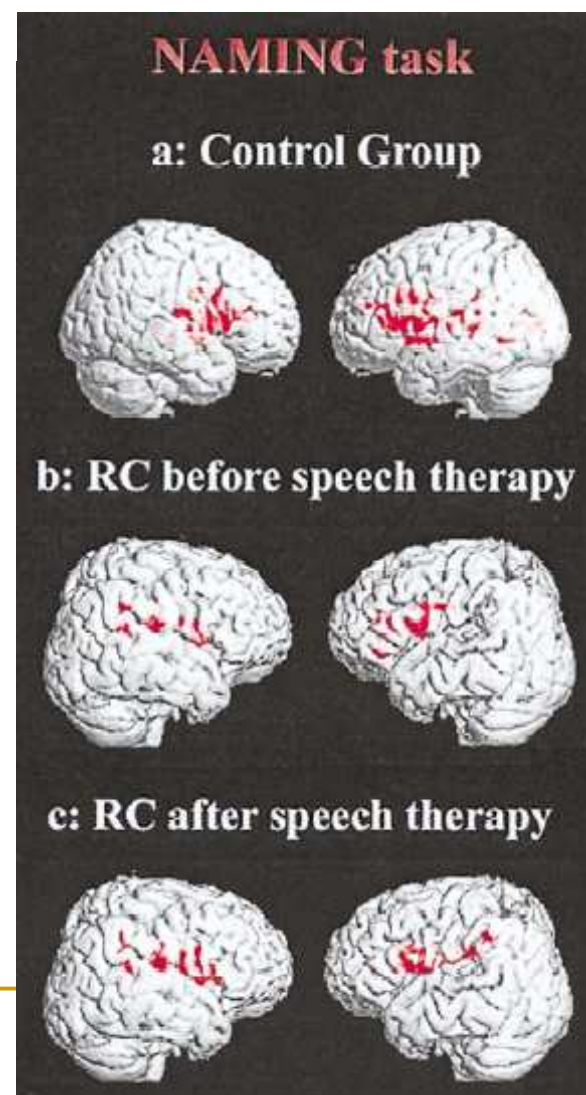 NAMING task
a: Control Group
b: RC before speech therapy
c: RC after speech therapy